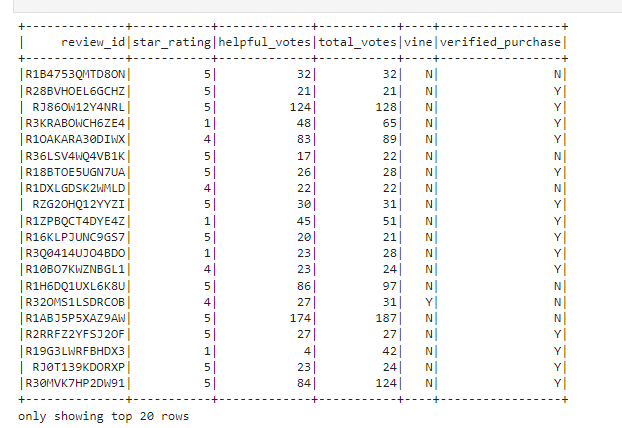 +--------------+-----------+-------------+-----------+----+-----------------+
|     review_id|star_rating|helpful_votes|total_votes|vine|verified_purchase|
+--------------+-----------+-------------+-----------+----+-----------------+
|R1B4753QMTD8ON|          5|           32|         32|   N|                N|
|R28BVHOEL6GCHZ|          5|           21|         21|   N|                Y|
| RJ86OW12Y4NRL|          5|          124|        128|   N|                Y|
|R3KRABOWCH6ZE4|          1|           48|         65|   N|                Y|
|R1OAKARA30DIWX|          4|           83|         89|   N|                Y|
|R36LSV4WQ4VB1K|          5|           17|         22|   N|                N|
|R18BTOE5UGN7UA|          5|           26|         28|   N|                Y|
|R1DXLGDSK2WMLD|          4|           22|         22|   N|                N|
| RZG2OHQ12YYZI|          5|           30|         31|   N|                Y|
|R1ZPBQCT4DYE4Z|          1|           45|         51|   N|                Y|
|R16KLPJUNC9GS7|          5|           20|         21|   N|                Y|
|R3Q0414UJO4BDO|          1|           23|         28|   N|                Y|
|R10BO7KWZNBGL1|          4|           23|         24|   N|                Y|
|R1H6DQ1UXL6K8U|          5|           86|         97|   N|                N|
|R32OMS1LSDRCOB|          4|           27|         31|   Y|                N|
|R1ABJ5P5XAZ9AW|          5|          174|        187|   N|                N|
|R2RRFZ2YFSJ2OF|          5|           27|         27|   N|                Y|
|R19G3LWRFBHDX3|          1|            4|         42|   N|                Y|
| RJ0T139KDORXP|          5|           23|         24|   N|                Y|
|R30MVK7HP2DW91|          5|           84|        124|   N|                Y|
+--------------+-----------+-------------+-----------+----+-----------------+
only showing top 20 rows